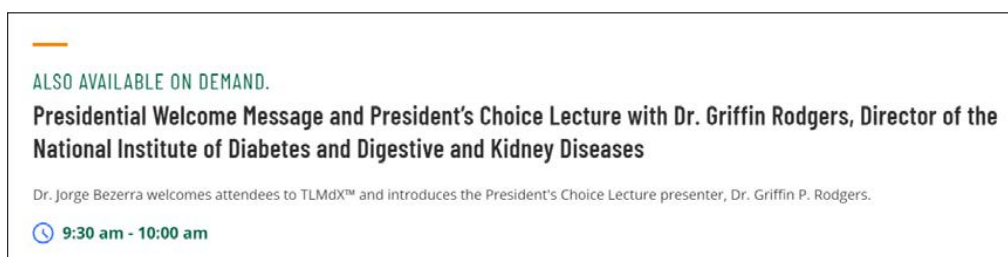 ALSO AVAILABLE ON DEMAND.
Presidential Welcome Message and President’s Choice Lecture with Dr. Griffin Rodgers, Director of the
National Institute of Diabetes and Digestive and Kidney Diseases
Dr. Jorge Bezerra welcomes attendees to TLMdX™ and introduces the President's Choice Lecture presenter, Dr. Griffin P. Rodgers.
9:30 am - 10:00 am